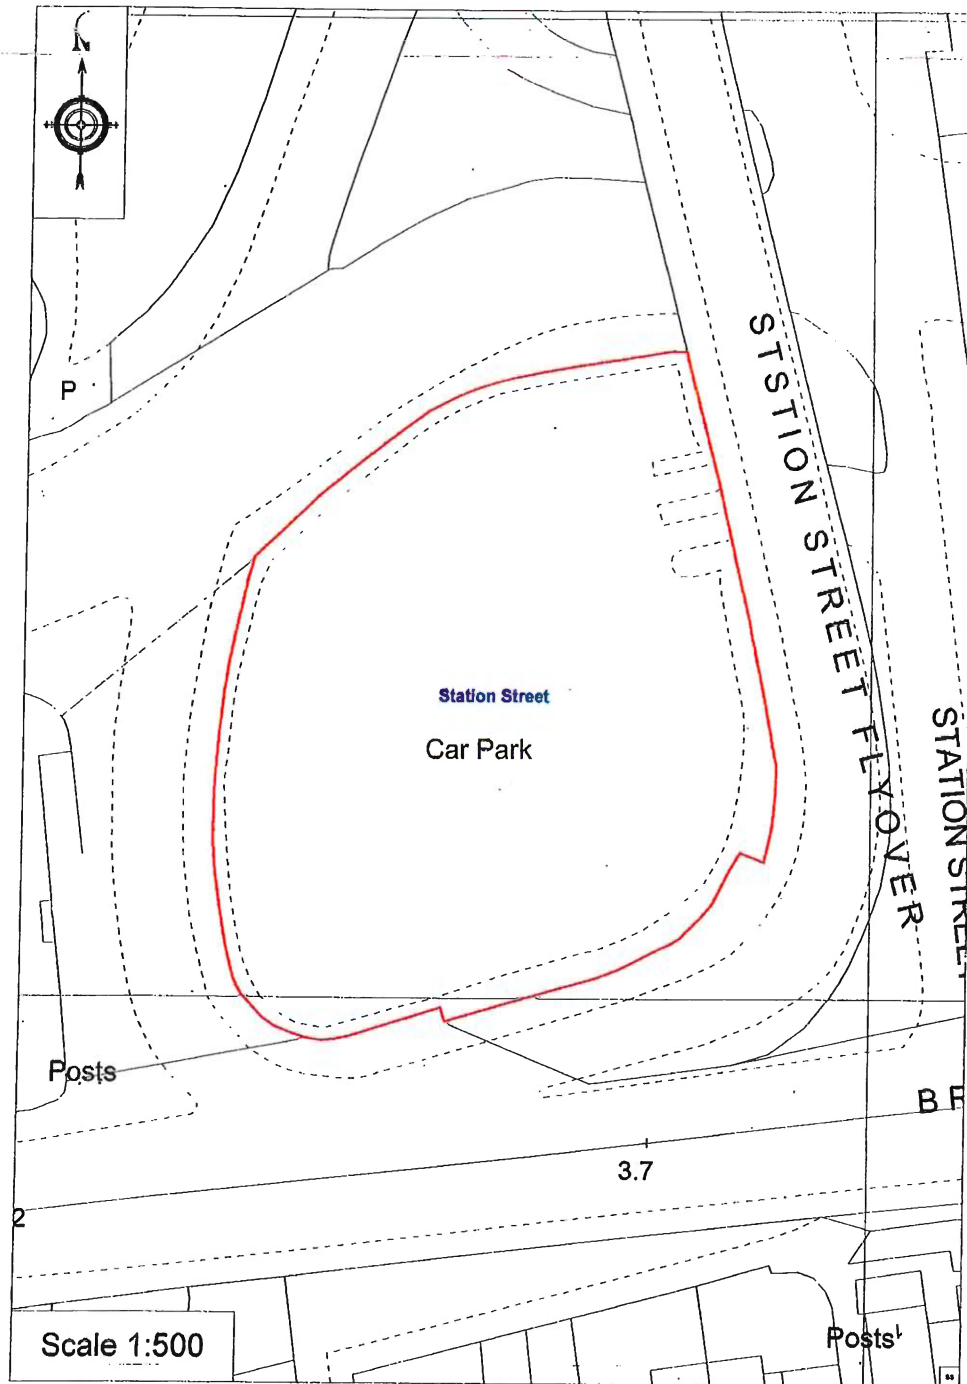 N
P
STSTION STREET FLYOVER
Station Street
Car Park
STATION STREET
Posts
B R
3.7
2
Scale 1:500
Posts